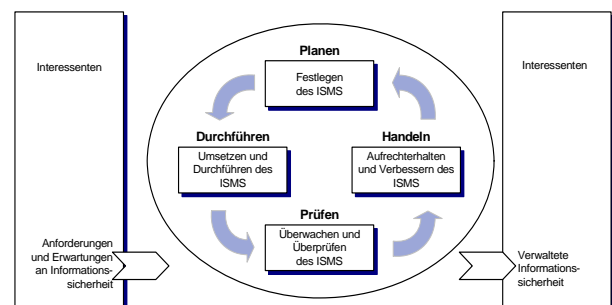 Interessenten
Anforderungen
und Erwartungen
an Informations-
sicherheit
Planen
Festlegen
des ISMS
Durchführen
Umsetzen und
Durchführen des
ISMS
Handeln
Aufrechterhalten
und Verbessern des
ISMS
Prüfen
Überwachen und
Überprüfen
des ISMS
Interessenten
Verwaltete
Informations-
sicherheit